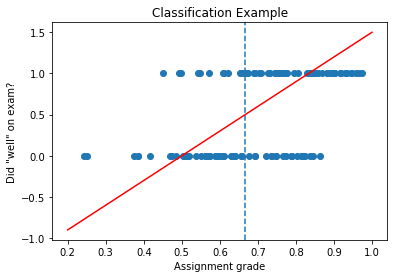 Classification Example
Did "well" on exam?
1.5
1.0
0.5
0.0
−0.5
−1.0
0.2 0.3 0.4 0.5 0.6 0.7 0.8 0.9 1.0
Assignment grade